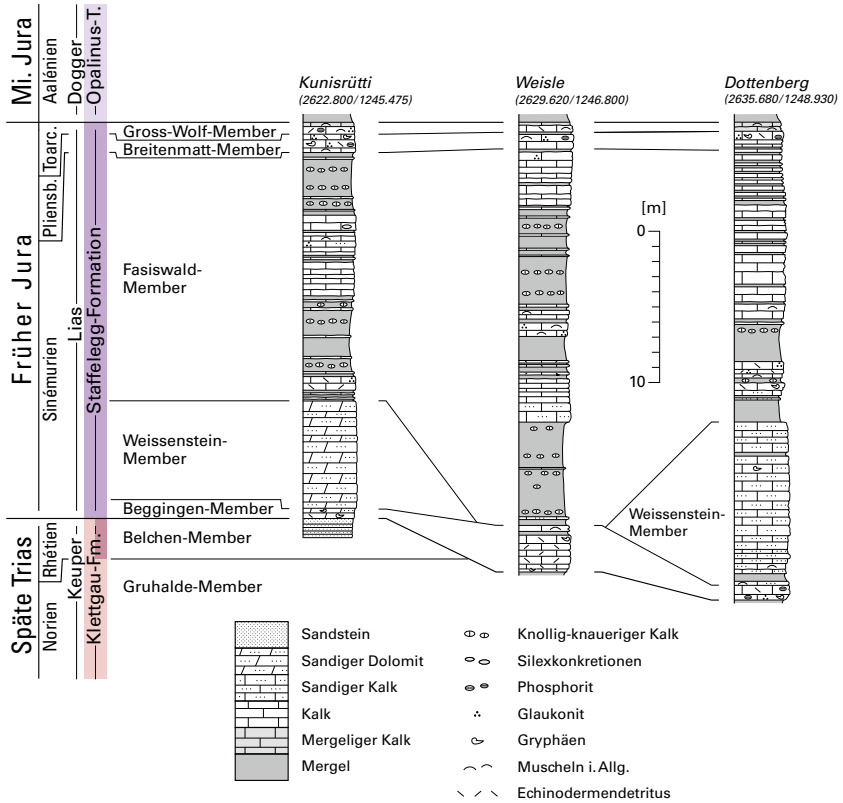 Mi. Jura
Aalénien
Dogger
Opalinus-T.
Kunisrütti
(2622.800/1245.475)
Weisle
(2629.620/1246.800)
Dottenberg
(2635.680/1248.930)
Früher Jura
Toarc.
Pliensb.
Sinémurien
Lias
Staffelegg-Formation
Gross-Wolf-Member
Breitenmatt-Member
Fasiswald-
Member
Weissenstein-
Member
Beggingen-Member
[m]
0
10
Weissenstein-
Member
Späte Trias
Rhétien
Norien
Keuper
Klettgau-Fm.
Belchen-Member
Gruhalde-Member
Sandstein
Sandiger Dolomit
Sandiger Kalk
Kalk
Mergeliger Kalk
Mergel
Knollig-knaueriger Kalk
Silexkonkretionen
Phosphorit
Glaukonit
Gryphäen
Muscheln i. Allg.
Echinodermendetritus